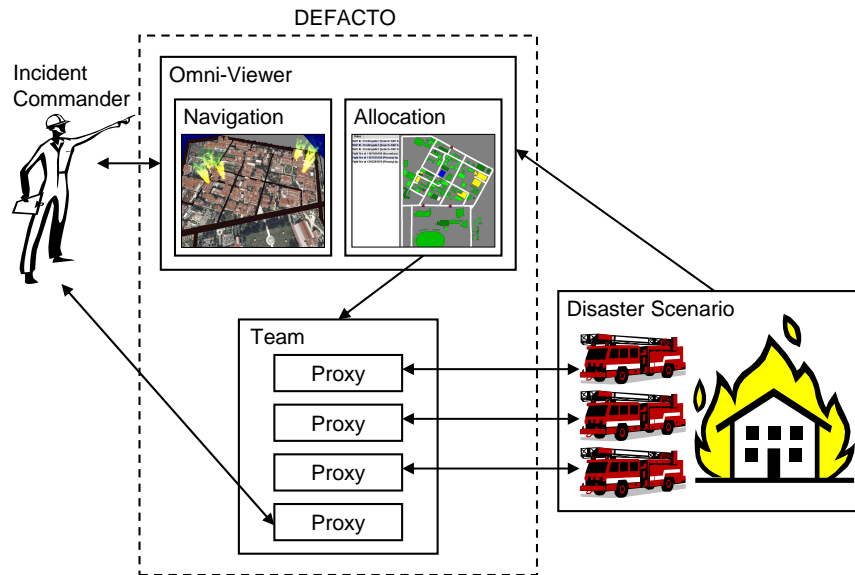 DEFACTO
Incident
Commander
Omni-Viewer
Navigation
Allocation
Team
Proxy
Proxy
Proxy
Proxy
Disaster Scenario